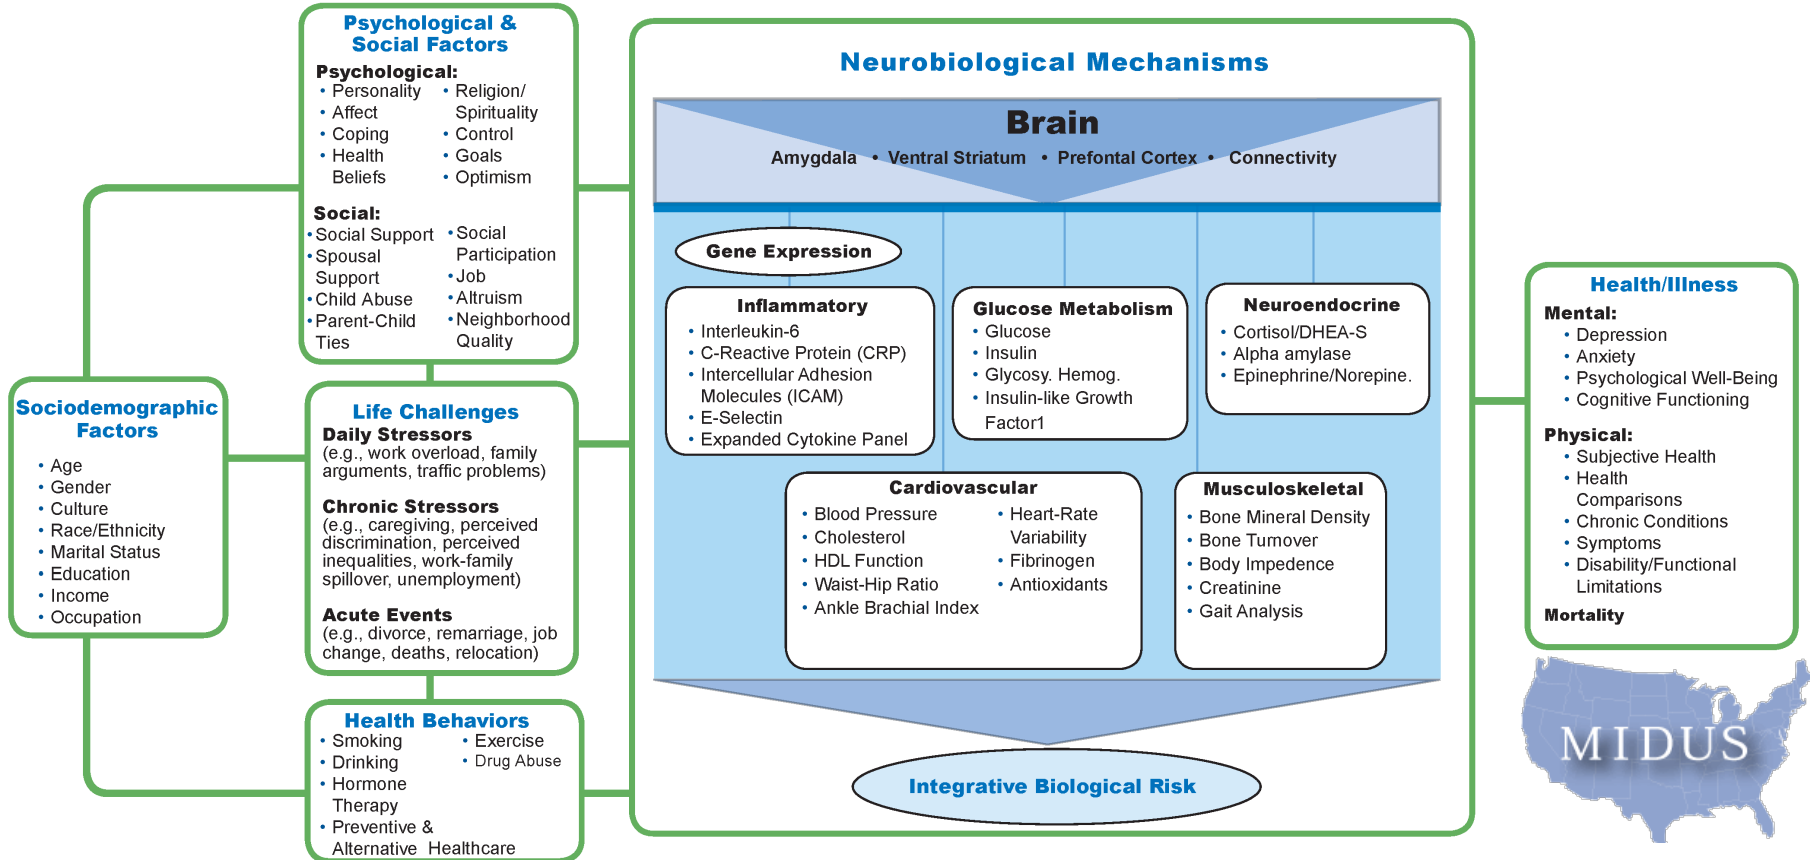 Psychological &
Social Factors
Psychological:
• Personality
• Affect
• Coping
• Health
Beliefs
• Religion/
Spirituality
• Control
• Goals
• Optimism
Social:
• Social Support
• Spousal
Support
• Child Abuse
• Parent-Child
Ties
• Social
Participation
• Job
• Altruism
• Neighborhood
Quality
Sociodemographic
Factors
• Age
• Gender
• Culture
• Race/Ethnicity
• Marital Status
• Education
• Income
• Occupation
Life Challenges
Daily Stressors
(e.g., work overload, family
arguments, traffic problems)
Chronic Stressors
(e.g., caregiving, perceived
discrimination, perceived
inequalities, work-family
spillover, unemployment)
Acute Events
(e.g., divorce, remarriage, job
change, deaths, relocation)
Health Behaviors
• Smoking
• Drinking
• Hormone
Therapy
• Preventive &
Alternative Healthcare
• Exercise
• Drug Abuse
Neurobiological Mechanisms
Brain
Amygdala • Ventral Striatum • Prefontal Cortex • Connectivity
Gene Expression
Inflammatory
• Interleukin-6
• C-Reactive Protein (CRP)
• Intercellular Adhesion
Molecules (ICAM)
• E-Selectin
• Expanded Cytokine Panel
Glucose Metabolism
• Glucose
• Insulin
• Glycosy. Hemog.
• Insulin-like Growth
Factor1
Neuroendocrine
• Cortisol/DHEA-S
• Alpha amylase
• Epinephrine/Norepine.
Cardiovascular
• Blood Pressure
• Cholesterol
• HDL Function
• Waist-Hip Ratio
• Ankle Brachial Index
• Heart-Rate
Variability
• Fibrinogen
• Antioxidants
Musculoskeletal
• Bone Mineral Density
• Bone Turnover
• Body Impedence
• Creatinine
• Gait Analysis
Integrative Biological Risk
Health/Illness
Mental:
• Depression
• Anxiety
• Psychological Well-Being
• Cognitive Functioning
Physical:
• Subjective Health
• Health
Comparisons
• Chronic Conditions
• Symptoms
• Disability/Functional
Limitations
Mortality
MIDUS